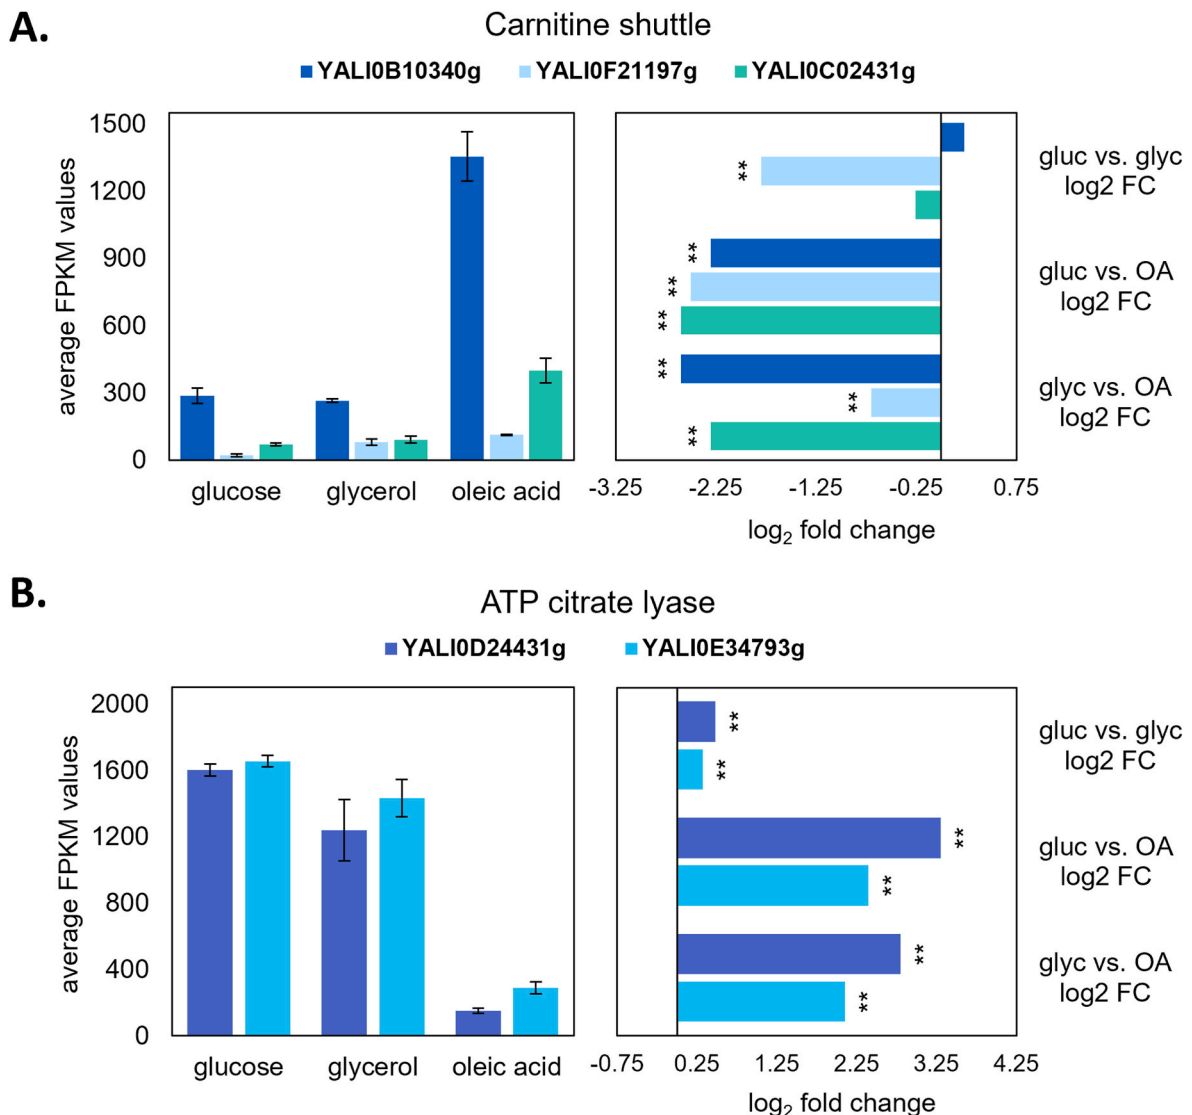 A.
Carnitine shuttle
YALI0B10340g YALI0F21197g YALI0C02431g
average FPKM values
1500
1200
900
600
300
0
glucose glycerol oleic acid
** ** ** ** ** ** **
gluc vs. glyc
log2 FC
gluc vs. OA
log2 FC
glyc vs. OA
log2 FC
-3.25 -2.25 -1.25 -0.25 0.75
log₂ fold change
B.
ATP citrate lyase
YALI0D24431g YALI0E34793g
average FPKM values
2000
1600
1200
800
400
0
glucose glycerol oleic acid
** ** ** ** ** **
gluc vs. glyc
log2 FC
gluc vs. OA
log2 FC
glyc vs. OA
log2 FC
-0.75 0.25 1.25 2.25 3.25 4.25
log₂ fold change